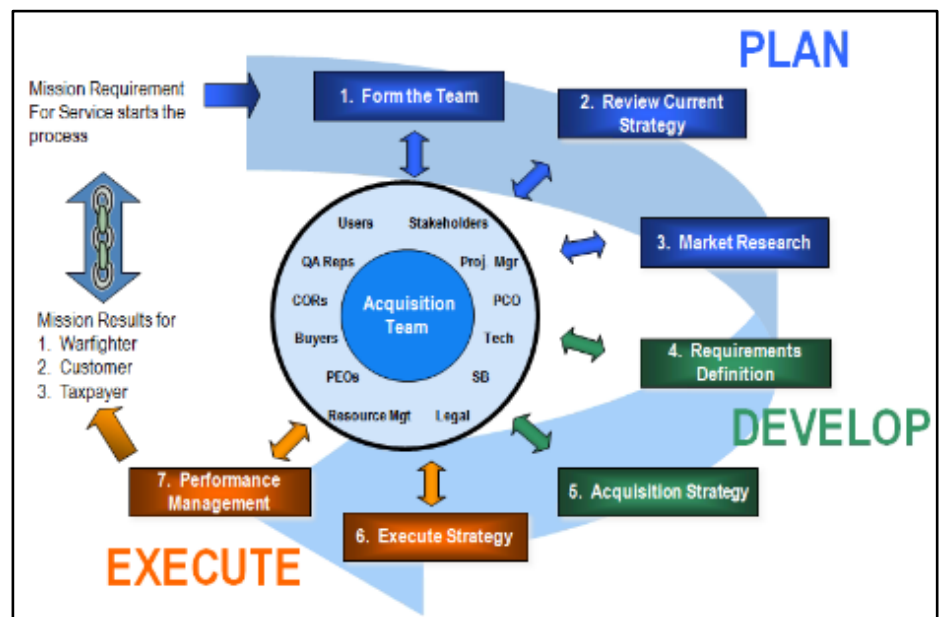 PLAN
Mission Requirement
For Service starts the
process
1. Form the Team
2. Review Current
Strategy
3. Market Research
4. Requirements
Definition
DEVELOP
5. Acquisition Strategy
6. Execute Strategy
7. Performance
Management
EXECUTE
Mission Results for
1. Warfighter
2. Customer
3. Taxpayer
Users
Stakeholders
QA Reps
Proj. Mgr
CORs
PCO
Buyers
Tech
PEOs
SB
Resource Mgt
Legal
Acquisition
Team